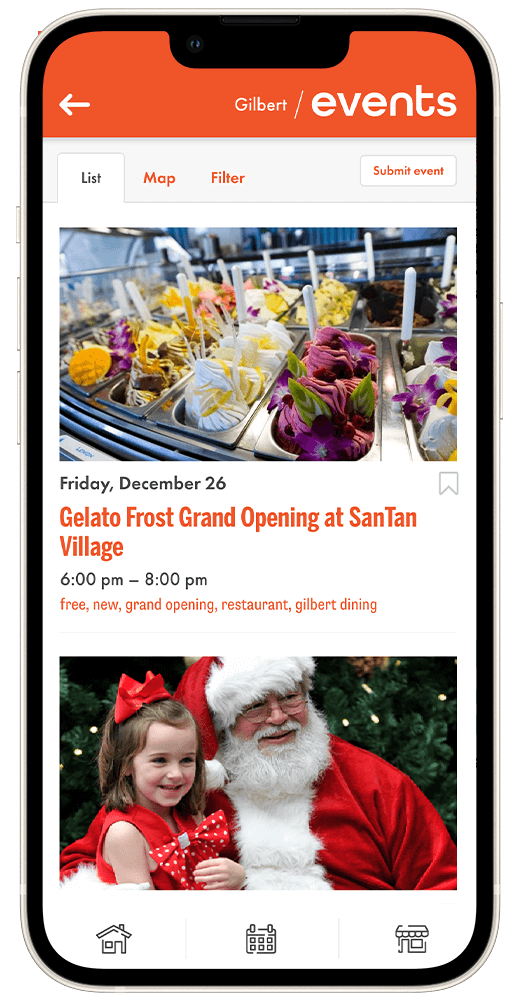 Gilbert / events
List Map Filter Submit event
LEMON
Friday, December 26
Gelato Frost Grand Opening at SanTan
Village
6:00 pm – 8:00 pm
free, new, grand opening, restaurant, gilbert dining